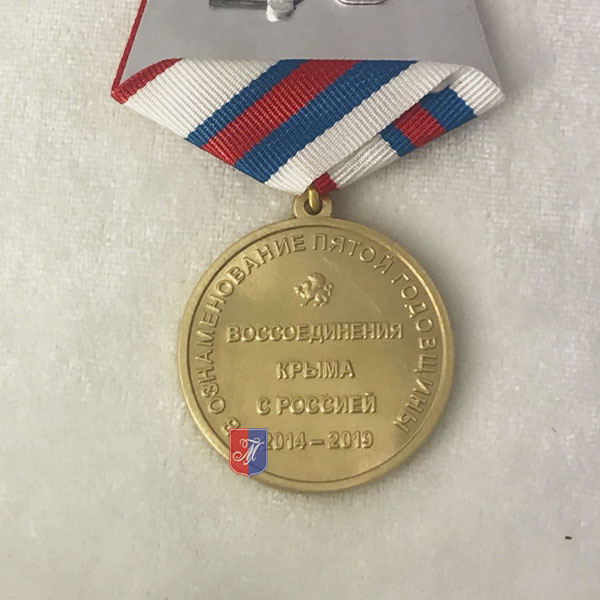 В ОЗНАМЕНОВАНИЕ ПЯТОЙ ГОДОВЩИНЫ
ВОССОЕДИНЕНИЯ
КРЫМА
С РОССИЕЙ
2014-2019
М